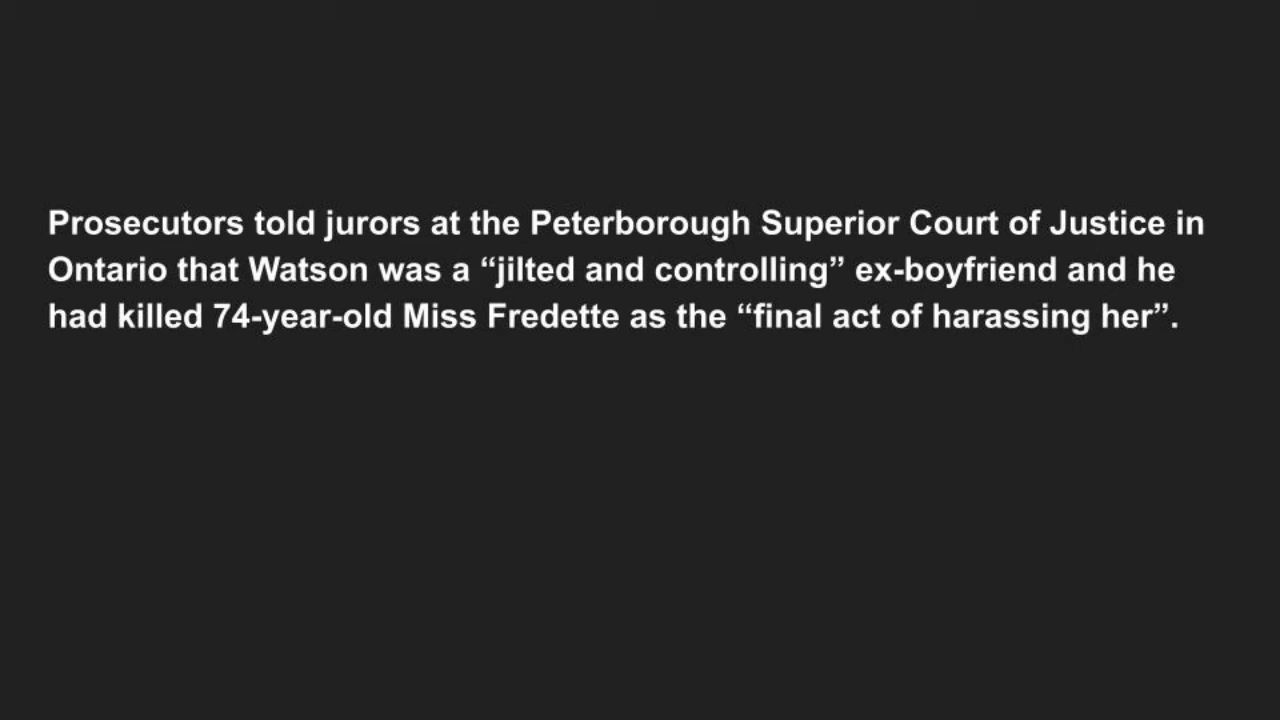 Prosecutors told jurors at the Peterborough Superior Court of Justice in
Ontario that Watson was a “jilted and controlling” ex-boyfriend and he
had killed 74-year-old Miss Fredette as the “final act of harassing her”.